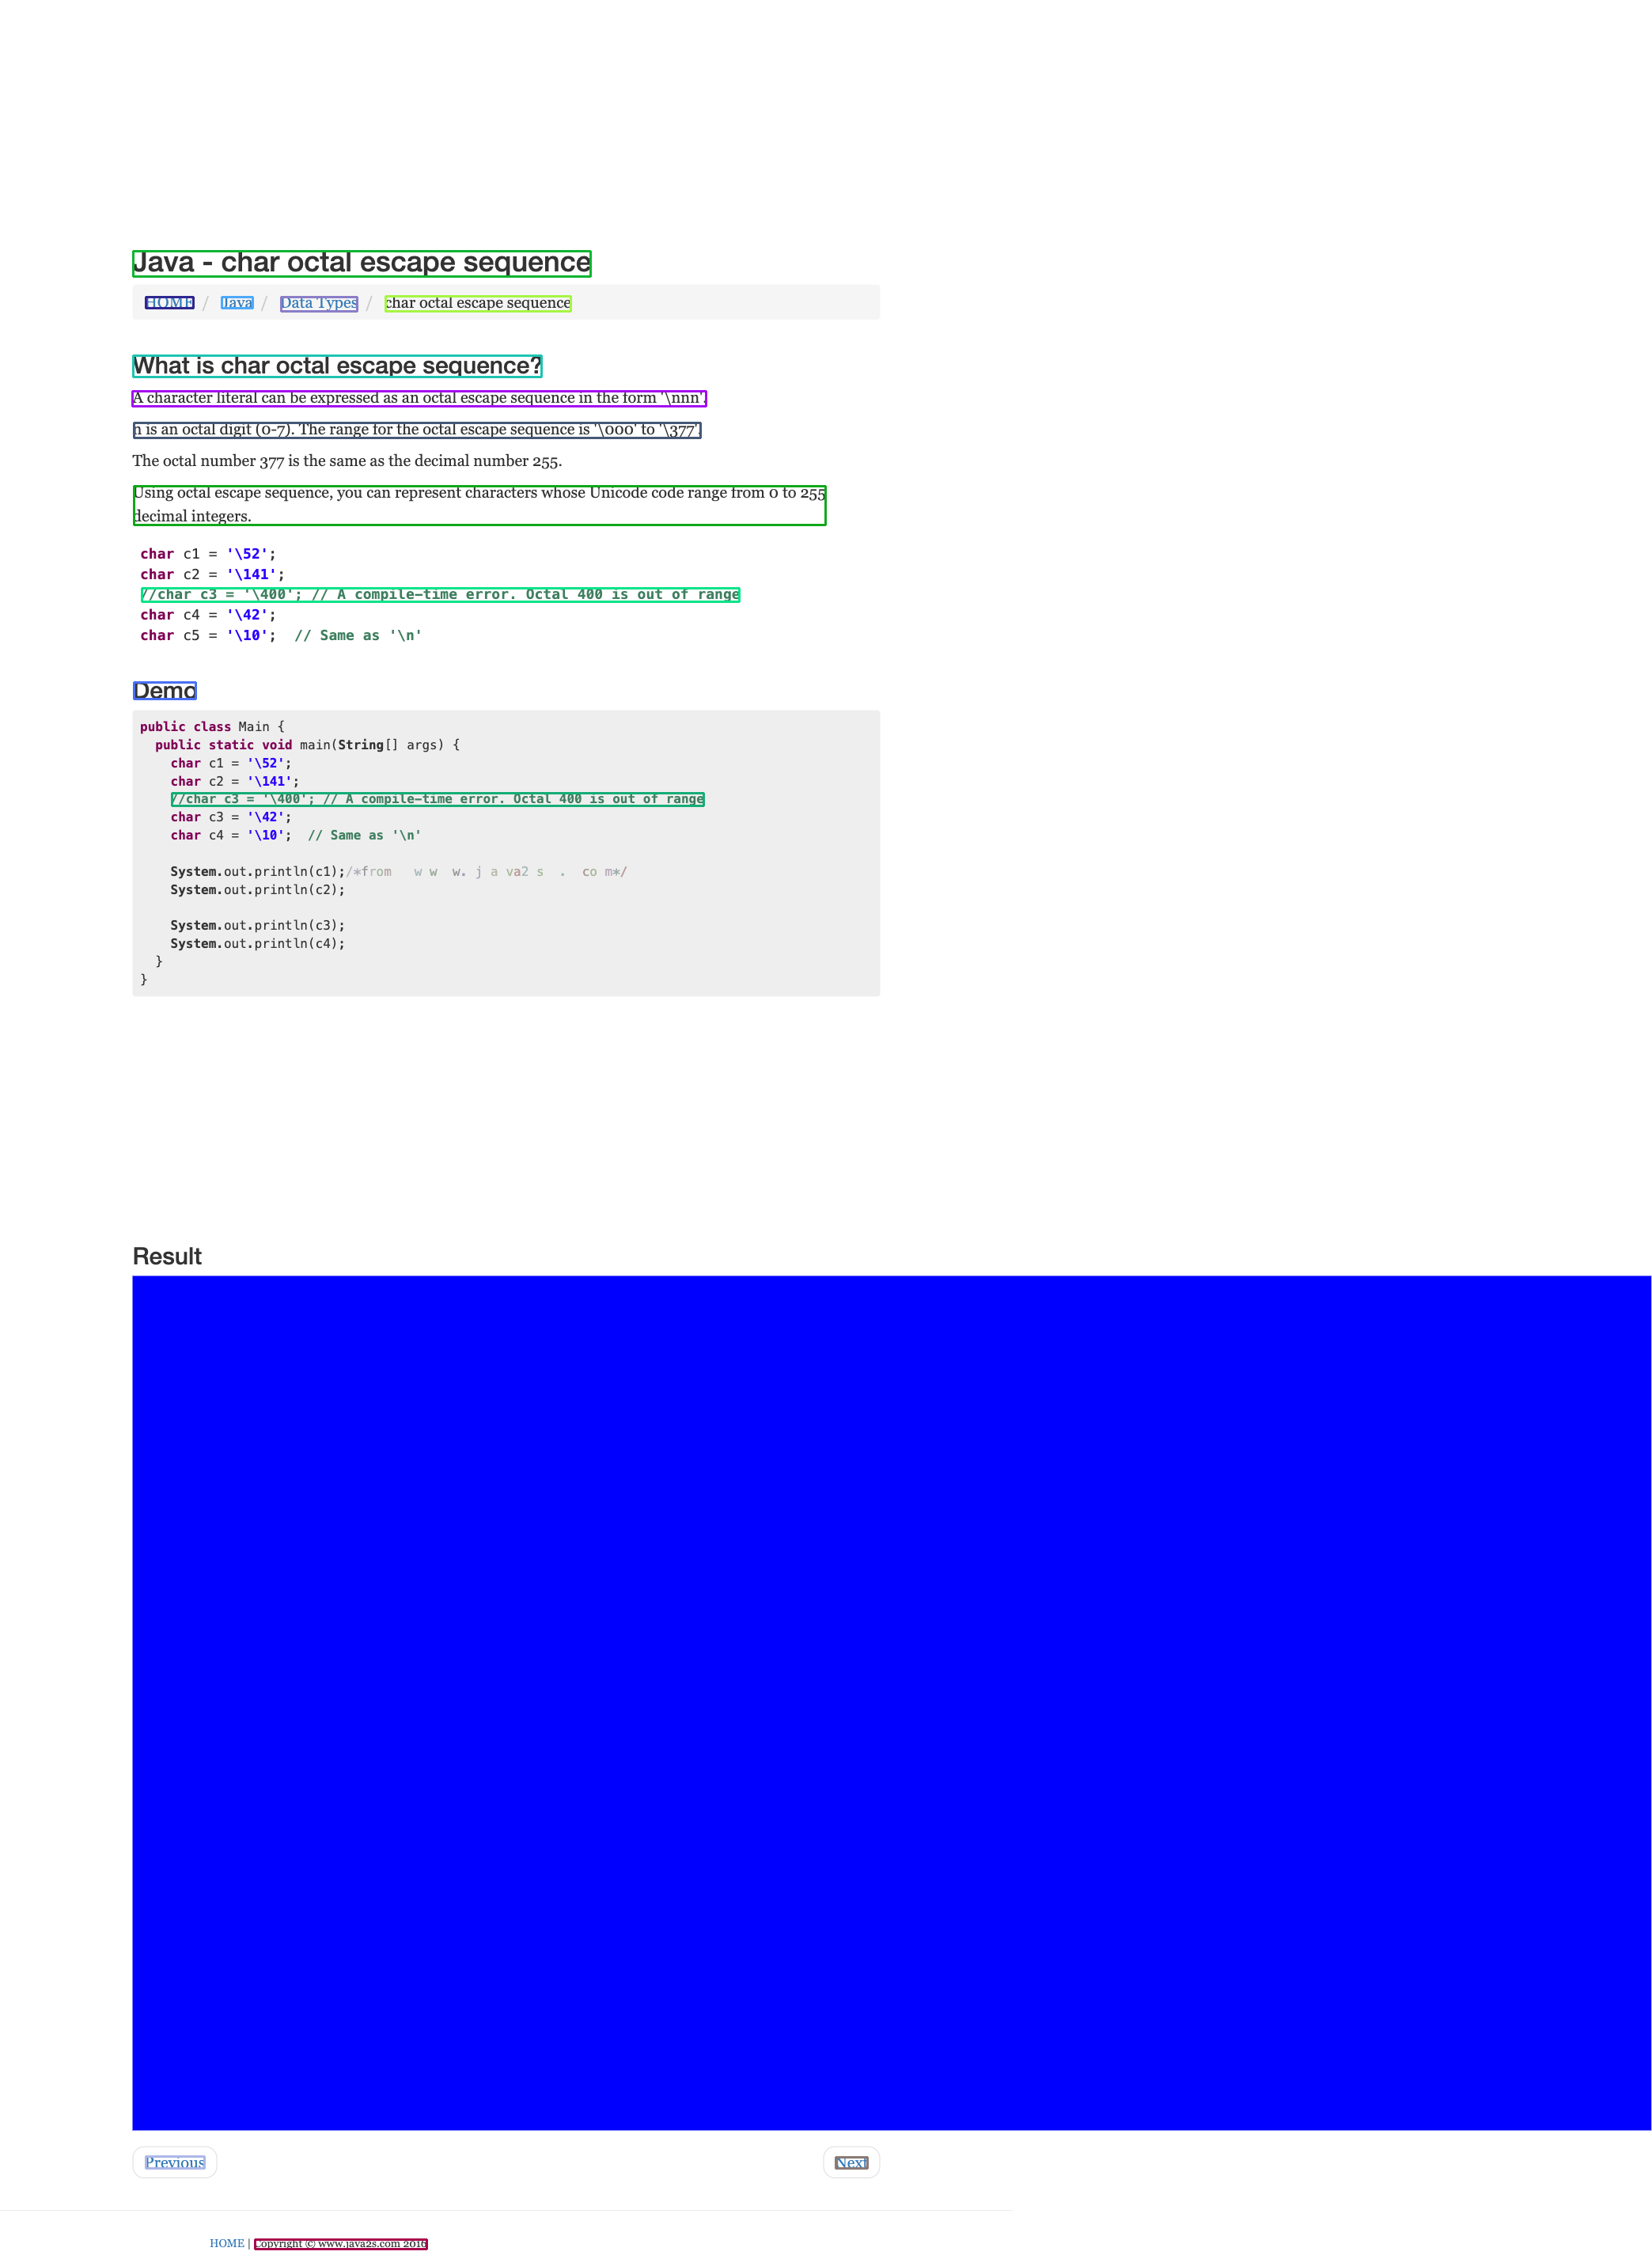 Java - char octal escape sequence
HOME / Java / Data Types / char octal escape sequence
What is char octal escape sequence?
A character literal can be expressed as an octal escape sequence in the form '\nnn'.
n is an octal digit (0-7). The range for the octal escape sequence is '\000' to '\377'.
The octal number 377 is the same as the decimal number 255.
Using octal escape sequence, you can represent characters whose Unicode code range from 0 to 255
decimal integers.
char c1 = '\52';
char c2 = '\141';
//char c3 = '\400'; // A compile-time error. Octal 400 is out of range
char c4 = '\42';
char c5 = '\10';  // Same as '\n'
Demo
public class Main {
  public static void main(String[] args) {
    char c1 = '\52';
    char c2 = '\141';
    //char c3 = '\400'; // A compile-time error. Octal 400 is out of range
    char c3 = '\42';
    char c4 = '\10';  // Same as '\n'
    System.out.println(c1);/*from   w w  w. j a va2 s  .  co m*/
    System.out.println(c2);
    System.out.println(c3);
    System.out.println(c4);
  }
}
Result
Previous Next
HOME | Copyright © www.java2s.com 2016